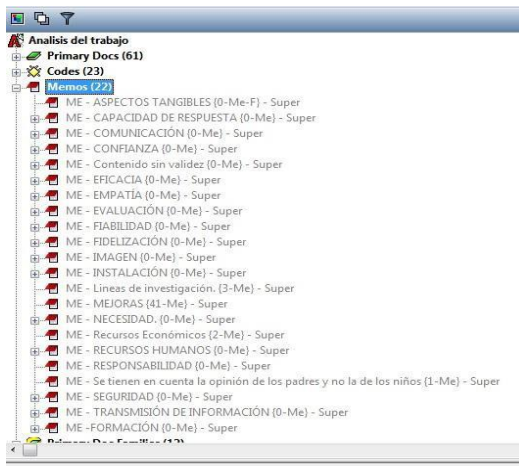 Analisis del trabajo
Primary Docs (61)
Codes (23)
Memos (22)
ME - ASPECTOS TANGIBLES {0-Me-F} - Super
ME - CAPACIDAD DE RESPUESTA {0-Me} - Super
ME - COMUNICACIÓN {0-Me} - Super
ME - CONFIANZA {0-Me} - Super
ME - Contenido sin validez {0-Me} - Super
ME - EFICACIA {0-Me} - Super
ME - EMPATÍA {0-Me} - Super
ME - EVALUACIÓN {0-Me} - Super
ME - FIABILIDAD {0-Me} - Super
ME - FIDELIZACIÓN {0-Me} - Super
ME - IMAGEN {0-Me} - Super
ME - INSTALACIÓN {0-Me} - Super
ME - Lineas de investigación. {3-Me} - Super
ME - MEJORAS {41-Me} - Super
ME - NECESIDAD. {0-Me} - Super
ME - Recursos Económicos {2-Me} - Super
ME - RECURSOS HUMANOS {0-Me} - Super
ME - RESPONSABILIDAD {0-Me} - Super
ME - Se tienen en cuenta la opinión de los padres y no la de los niños {1-Me} - Super
ME - SEGURIDAD {0-Me} - Super
ME - TRANSMISIÓN DE INFORMACIÓN {0-Me} - Super
ME -FORMACIÓN {0-Me} - Super
Primary Doc Families (12)